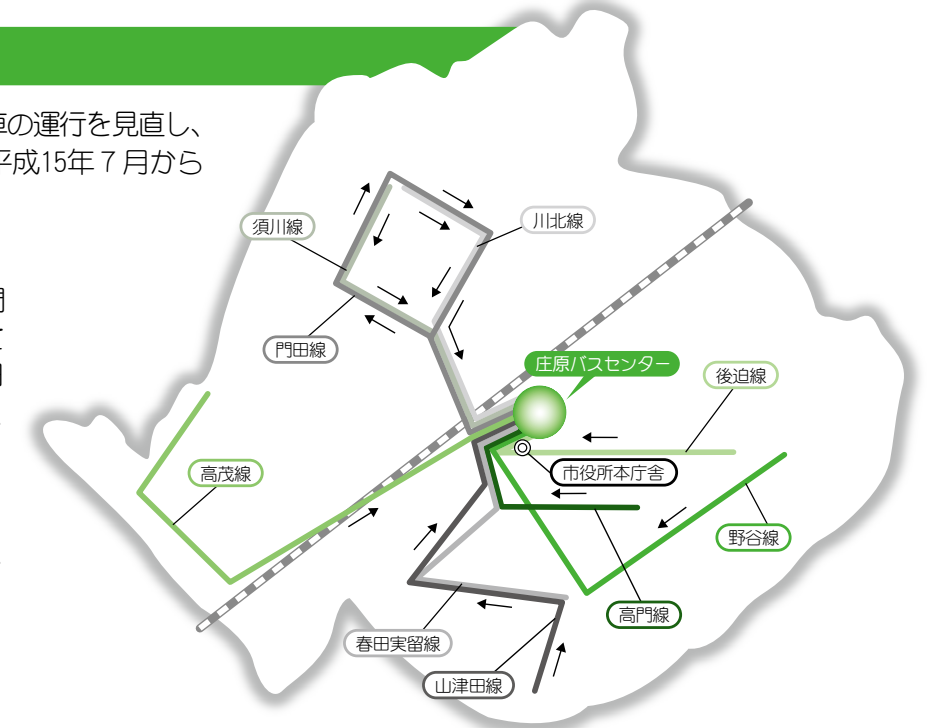 車の運行を見直し、
平成15年7月から
須川線
川北線
門田線
庄原バスセンター
後迫線
市役所本庁舎
高茂線
野谷線
高門線
春田実留線
山津田線